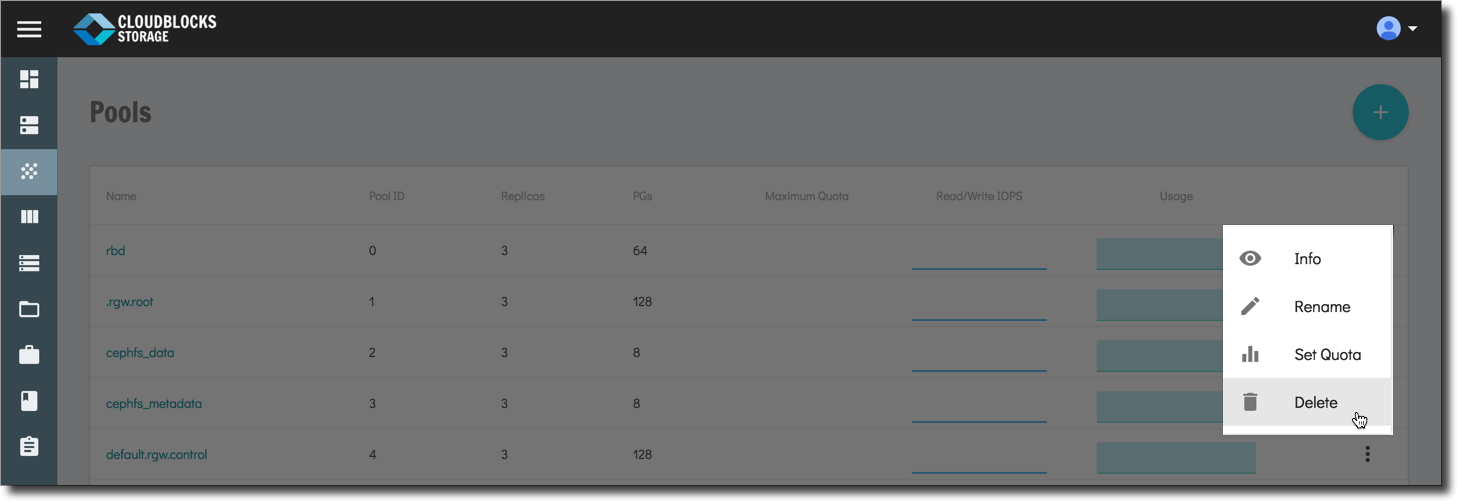 CLOUDBLOCKS
STORAGE
Pools
+
Name Pool ID Replicas PGs Maximum Quota Read/Write IOPS Usage
rbd 0 3 64
Info
.rgw.root 1 3 128
Rename
cephfs_data 2 3 8
Set Quota
cephfs_metadata 3 3 8
Delete
default.rgw.control 4 3 128